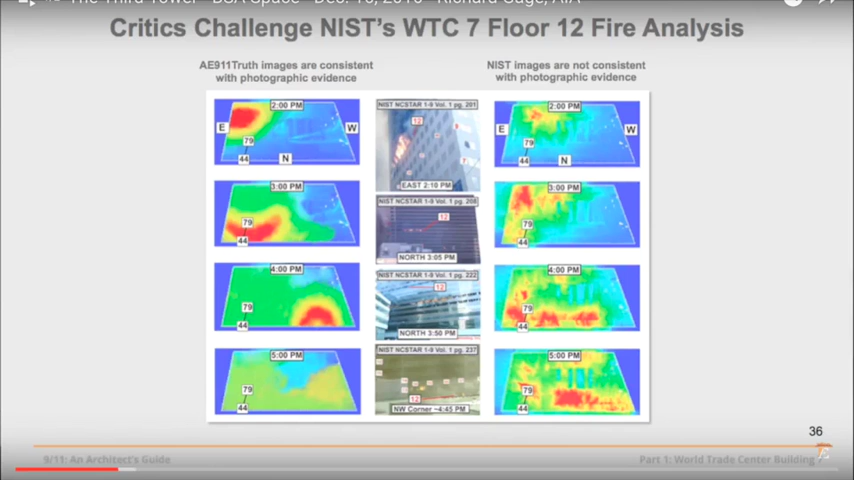 The Third Tower - BSA Space - Dec. 10, 2010 - Richard Gage, AIA
Critics Challenge NIST's WTC 7 Floor 12 Fire Analysis
AE911Truth images are consistent
with photographic evidence
NIST images are not consistent
with photographic evidence
2:00 PM
E
W
79
44
N
NIST NCSTAR 1-9 Vol. 1 pg. 201
12
7
EAST 2:10 PM
2:00 PM
E
W
79
44
N
3:00 PM
79
44
NIST NCSTAR 1-9 Vol. 1 pg. 208
12
NORTH 3:05 PM
3:00 PM
79
44
4:00 PM
79
44
NIST NCSTAR 1-9 Vol. 1 pg. 222
12
NORTH 3:50 PM
4:00 PM
79
44
5:00 PM
79
44
NIST NCSTAR 1-9 Vol. 1 pg. 237
12
NW Corner ~4:45 PM
5:00 PM
79
44
36
9/11: An Architect's Guide
Part 1: World Trade Center Building 7